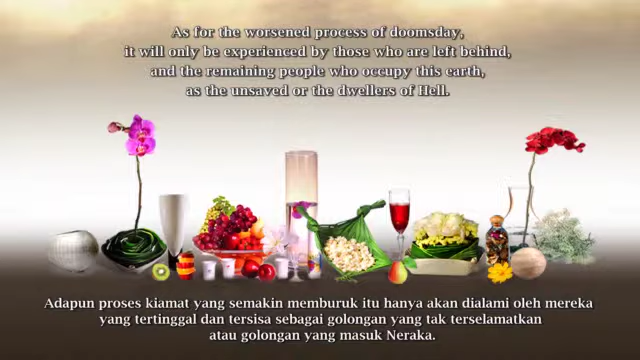 As for the worsened process of doomsday,
it will only be experienced by those who are left behind,
and the remaining people who occupy this earth,
as the unsaved or the dwellers of Hell.
Adapun proses kiamat yang semakin memburuk itu hanya akan dialami oleh mereka
yang tertinggal dan tersisa sebagai golongan yang tak terselamatkan
atau golongan yang masuk Neraka.